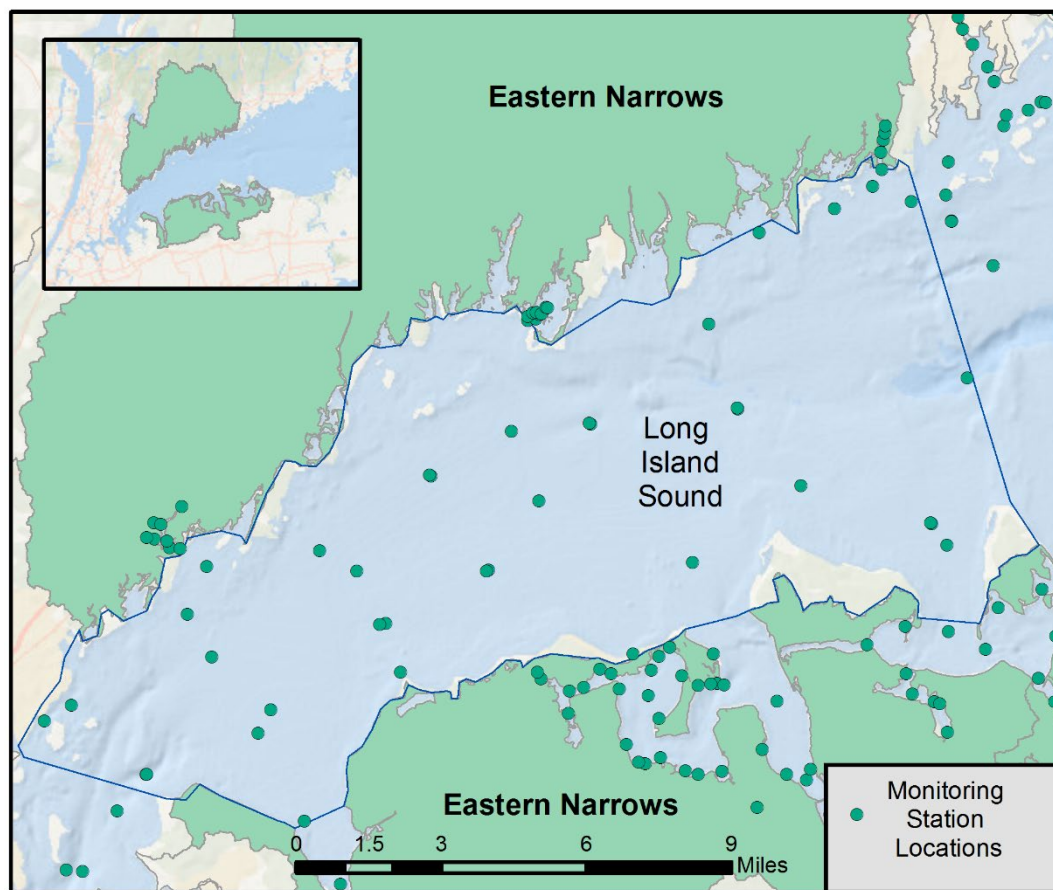 Eastern Narrows
Long
Island
Sound
Eastern Narrows
0 1.5 3 6 9
Miles
Monitoring
Station
Locations